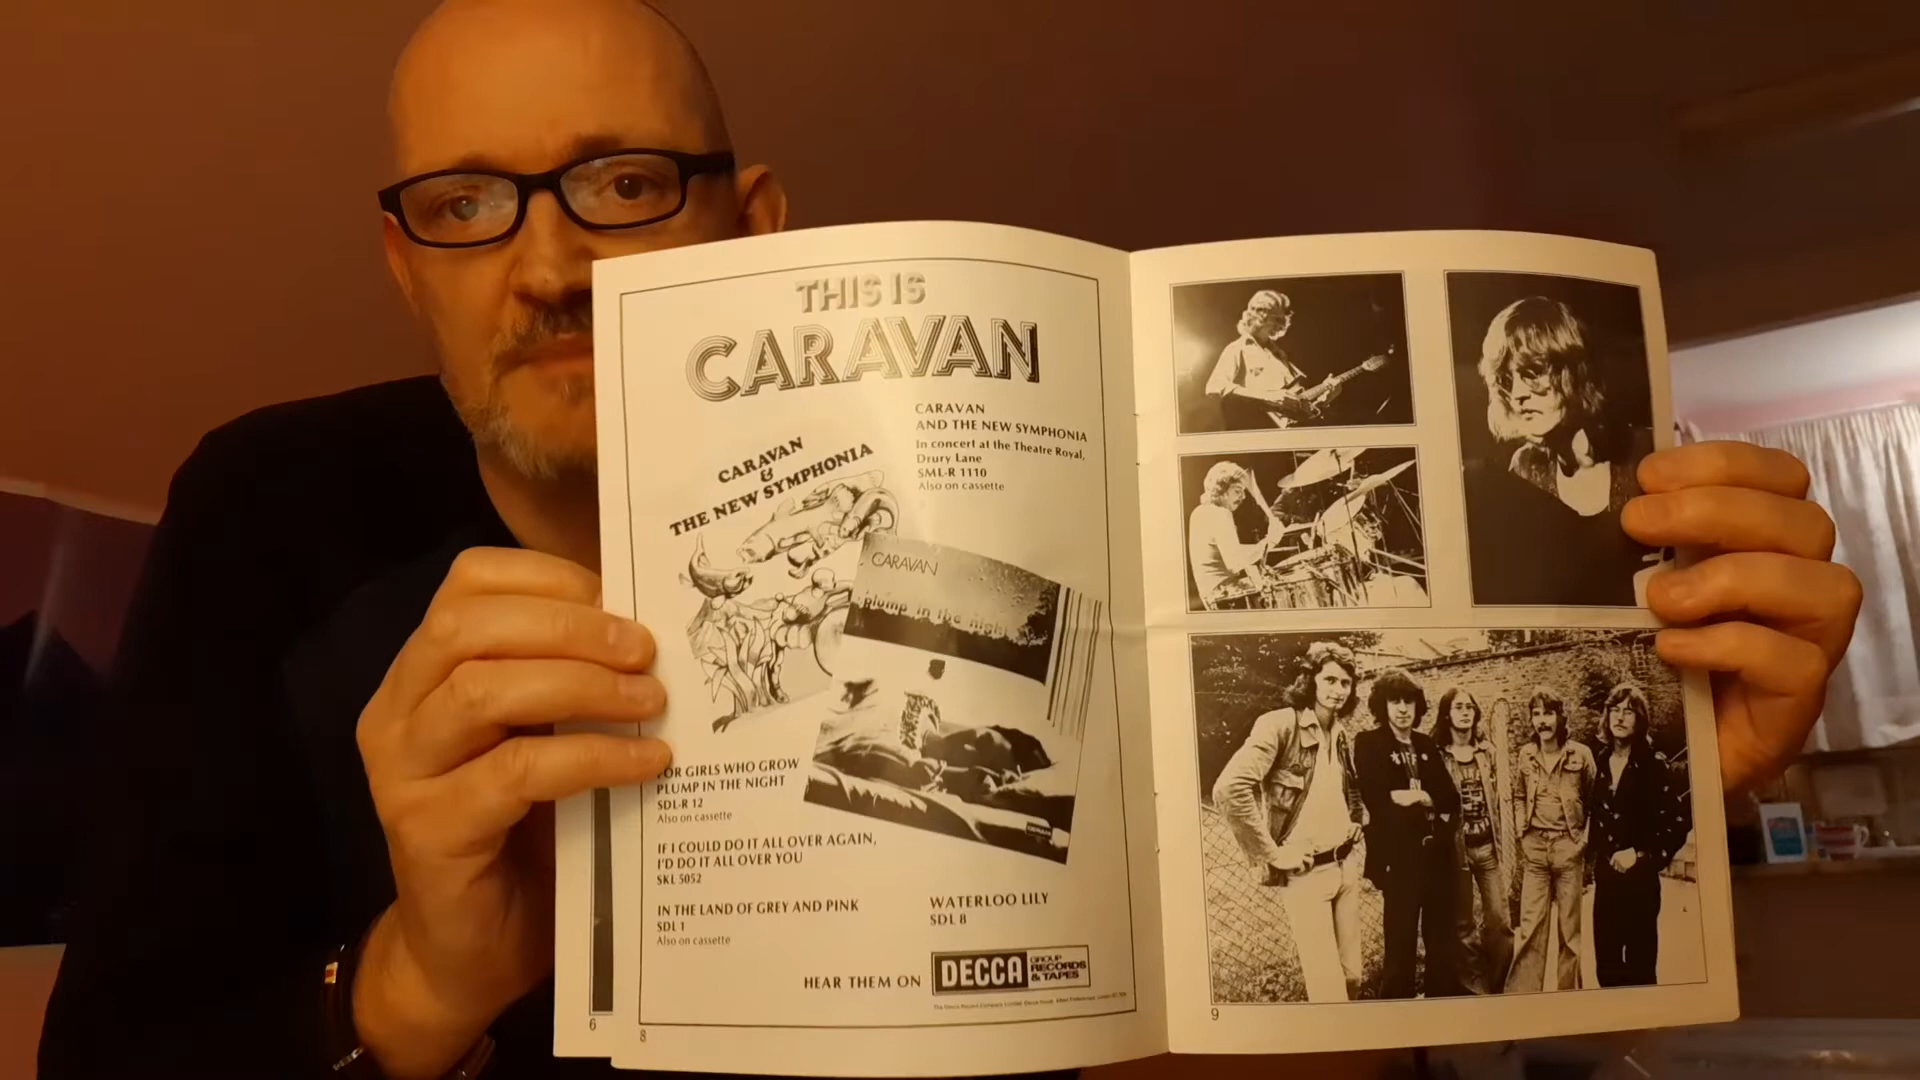 THIS IS
CARAVAN
CARAVAN
AND THE NEW SYMPHONIA
In concert at the Theatre Royal,
Drury Lane
SML-R 1110
Also on cassette
CARAVAN
&
THE NEW SYMPHONIA
CARAVAN
plump in the night
FOR GIRLS WHO GROW
PLUMP IN THE NIGHT
SDL-R 12
Also on cassette
IF I COULD DO IT ALL OVER AGAIN,
I'D DO IT ALL OVER YOU
SKL 5052
IN THE LAND OF GREY AND PINK
SDL 1
Also on cassette
WATERLOO LILY
SDL 8
HEAR THEM ON
DECCA
GROUP
RECORDS
& TAPES
6
8
9